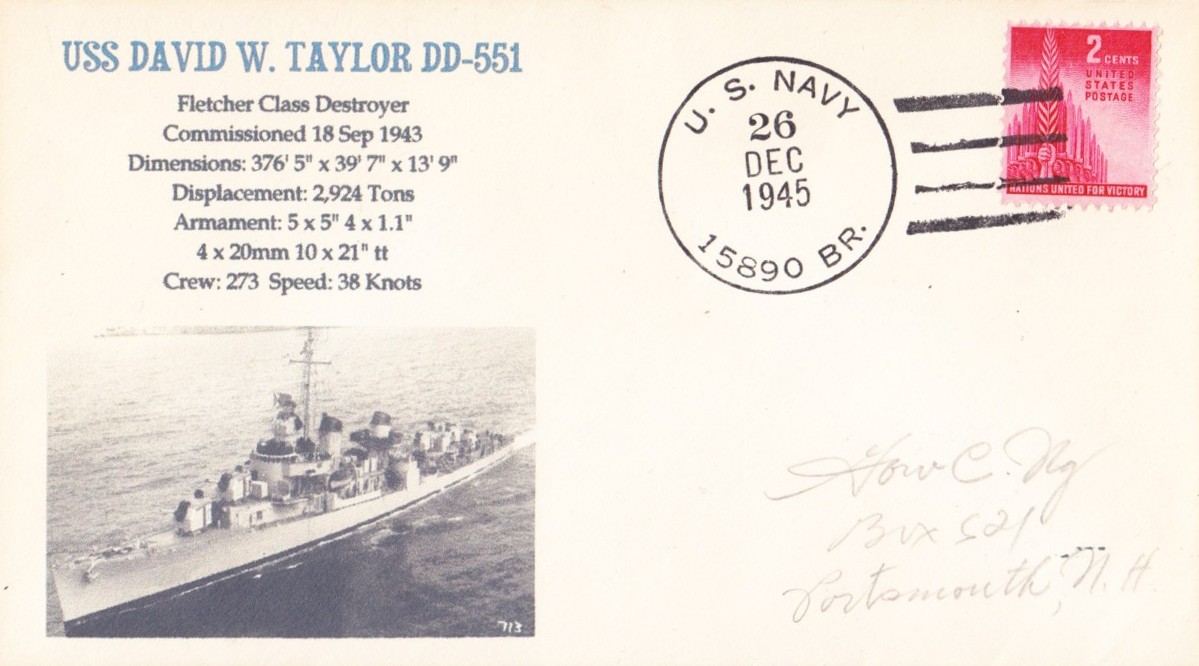 USS DAVID W. TAYLOR DD-551
Fletcher Class Destroyer
Commissioned 18 Sep 1943
Dimensions: 376' 5" x 39' 7" x 13' 9"
Displacement: 2,924 Tons
Armament: 5 x 5" 4 x 1.1"
4 x 20mm 10 x 21" tt
Crew: 273 Speed: 38 Knots
713
U. S. NAVY
26
DEC
1945
15890 BR.
2 CENTS
UNITED
STATES
POSTAGE
NATIONS UNITED FOR VICTORY
C. Ng
Box 521
Portsmouth, N. H.